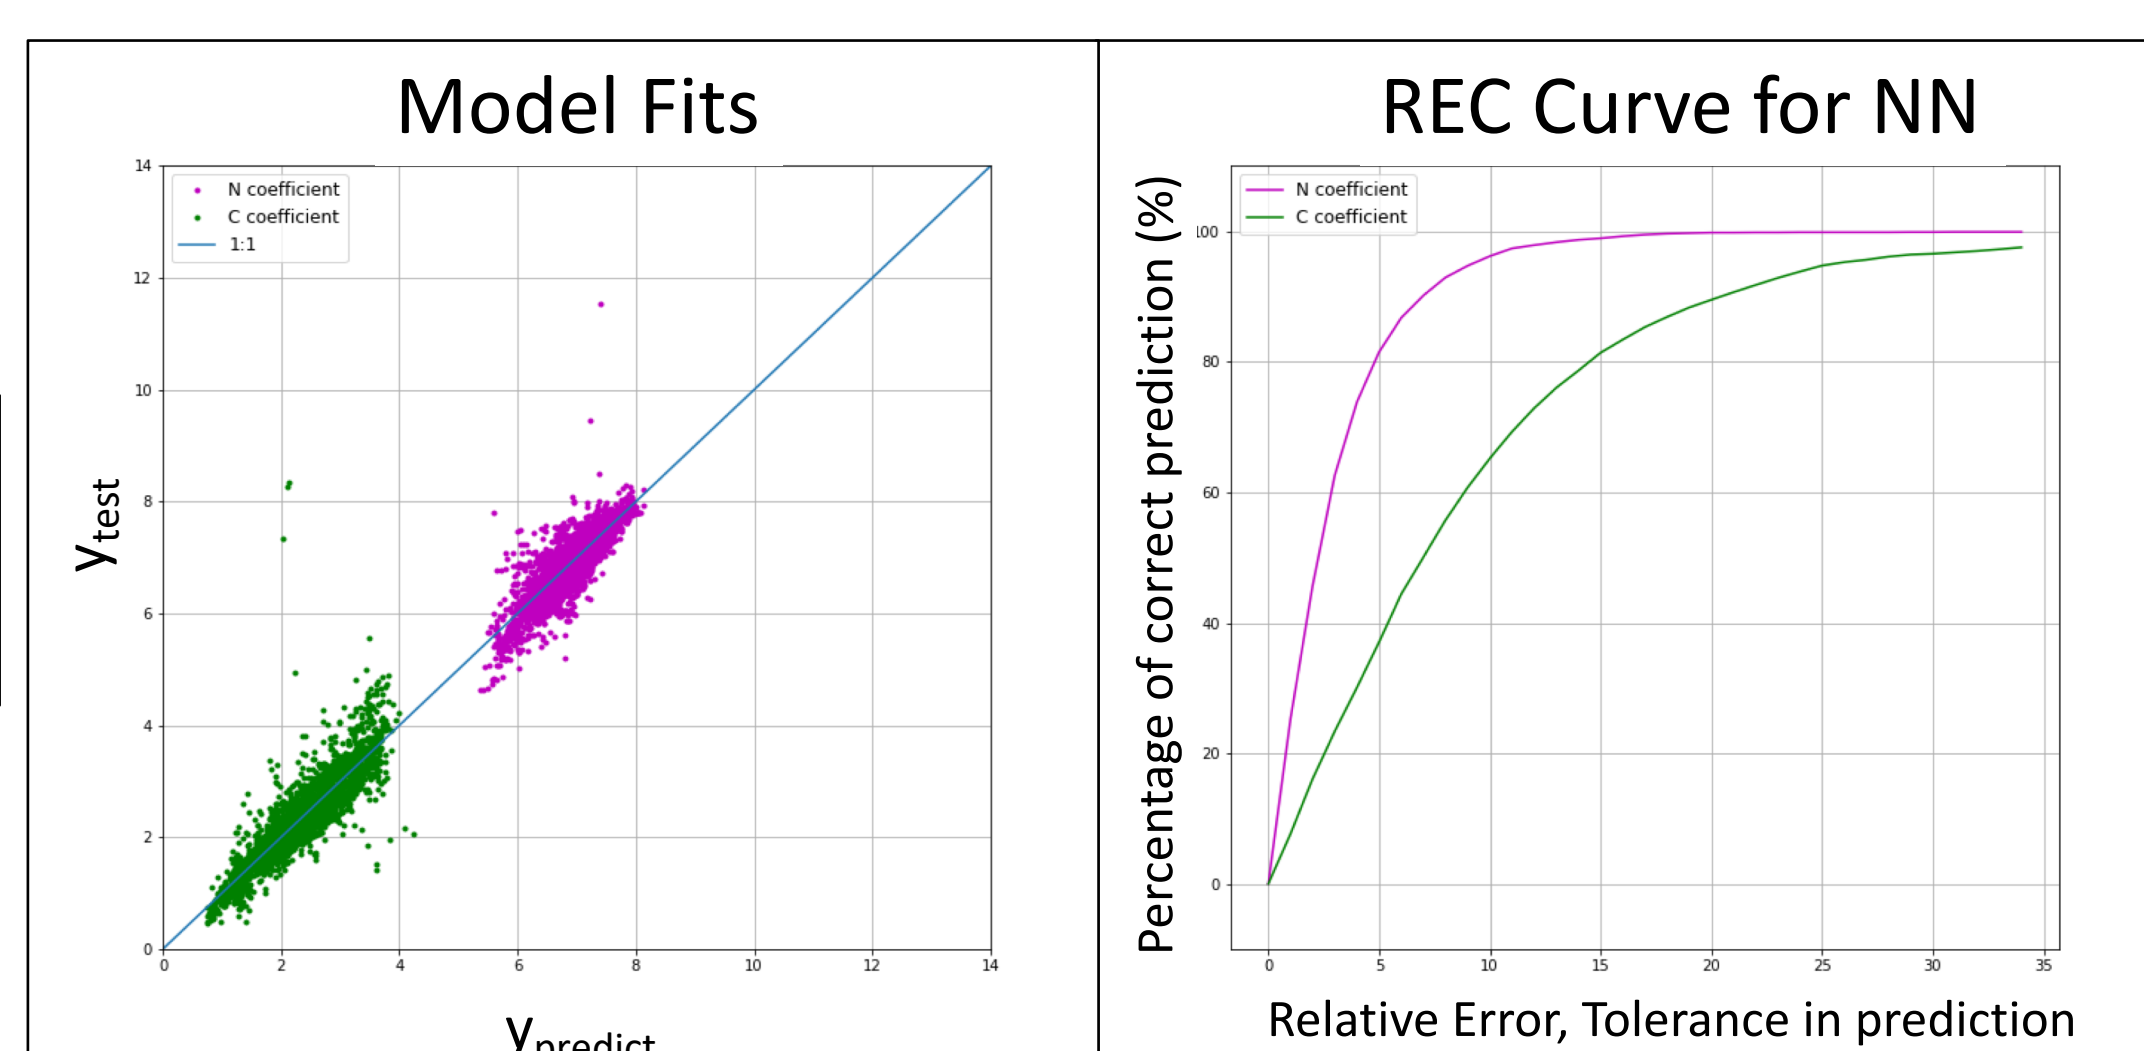 Model Fits
N coefficient
C coefficient
1:1
14
12
10
8
6
4
2
0
0 2 4 6 8 10 12 14
ytest
ypredict
REC Curve for NN
N coefficient
C coefficient
100
80
60
40
20
0
0 5 10 15 20 25 30 35
Percentage of correct prediction (%)
Relative Error, Tolerance in prediction